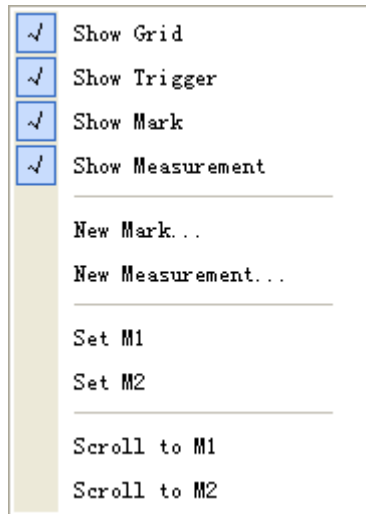 Show Grid
Show Trigger
Show Mark
Show Measurement
New Mark...
New Measurement...
Set M1
Set M2
Scroll to M1
Scroll to M2